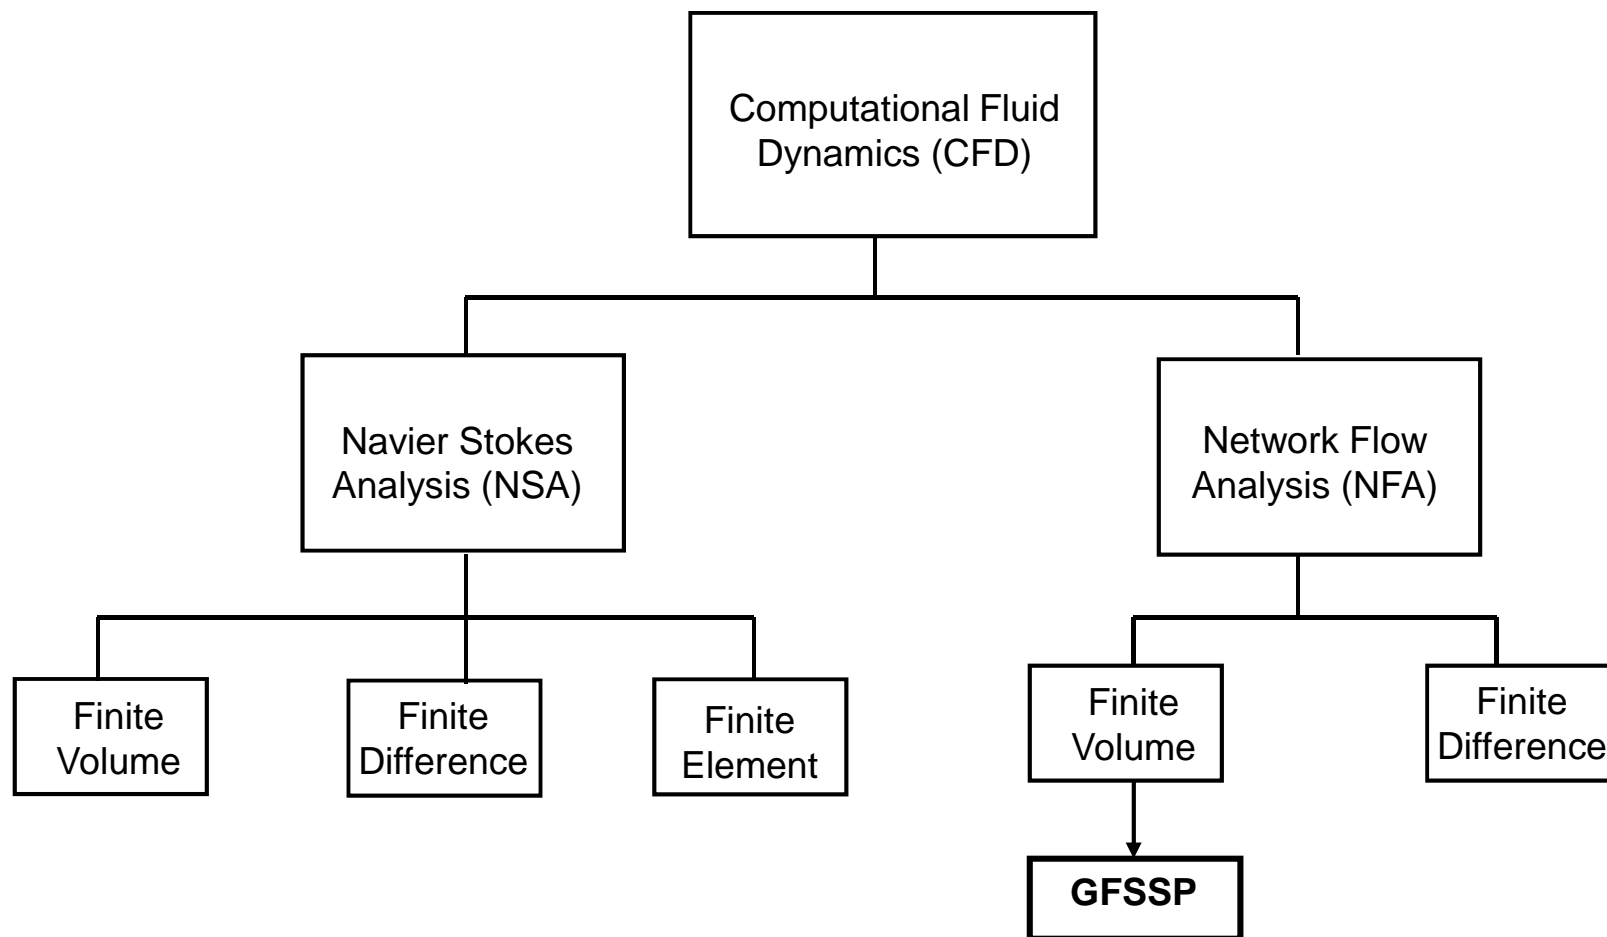 Computational Fluid
Dynamics (CFD)
Navier Stokes
Analysis (NSA)
Network Flow
Analysis (NFA)
Finite
Volume
Finite
Difference
Finite
Element
Finite
Volume
Finite
Difference
GFSSP